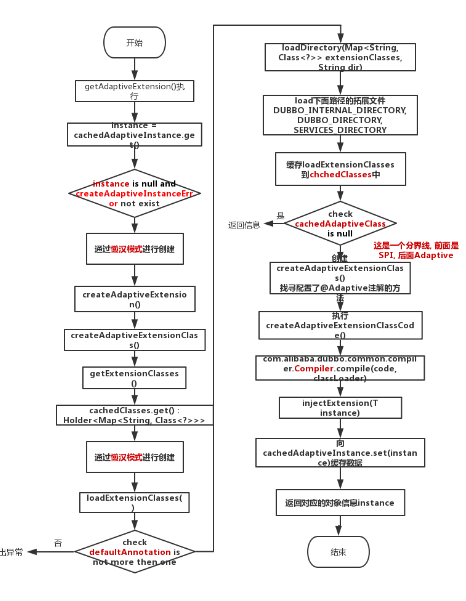 开始
getAdaptiveExtension()执
行
instance =
cachedAdaptiveInstance.ge
t()
instance is null and
createAdaptiveInstanceErr
or not exist
通过懒汉模式进行创建
createAdaptiveExtensio
n()
createAdaptiveExtensionClas
s()
getExtensionClasses
()
cachedClasses.get() :
Holder<Map<String, Class<?>>>
通过懒汉模式进行创建
loadExtensionClasses(
)
check
defaultAnnotation is
not more then one
否
出异常
loadDirectory(Map<String,
Class<?>> extensionClasses,
String dir)
load下面路径的拓展文件
DUBBO_INTERNAL_DIRECTORY,
DUBBO_DIRECTORY,
SERVICES_DIRECTORY
缓存loadExtensionClasses
到chchedClasses中
check
cachedAdaptiveClass
is null
是
返回信息
这是一个分界线, 前面是
SPI, 后面Adaptive
创建
createAdaptiveExtensionClas
s()
找寻配置了@Adaptive注解的方
法
执行
createAdaptiveExtensionClassCod
e()
com.alibaba.dubbo.common.compil
er.Compiler.compile(code,
classLoader)
injectExtension(T
instance)
向
cachedAdaptiveInstance.set(instan
ce)缓存数据
返回对应的对象信息instance
结束